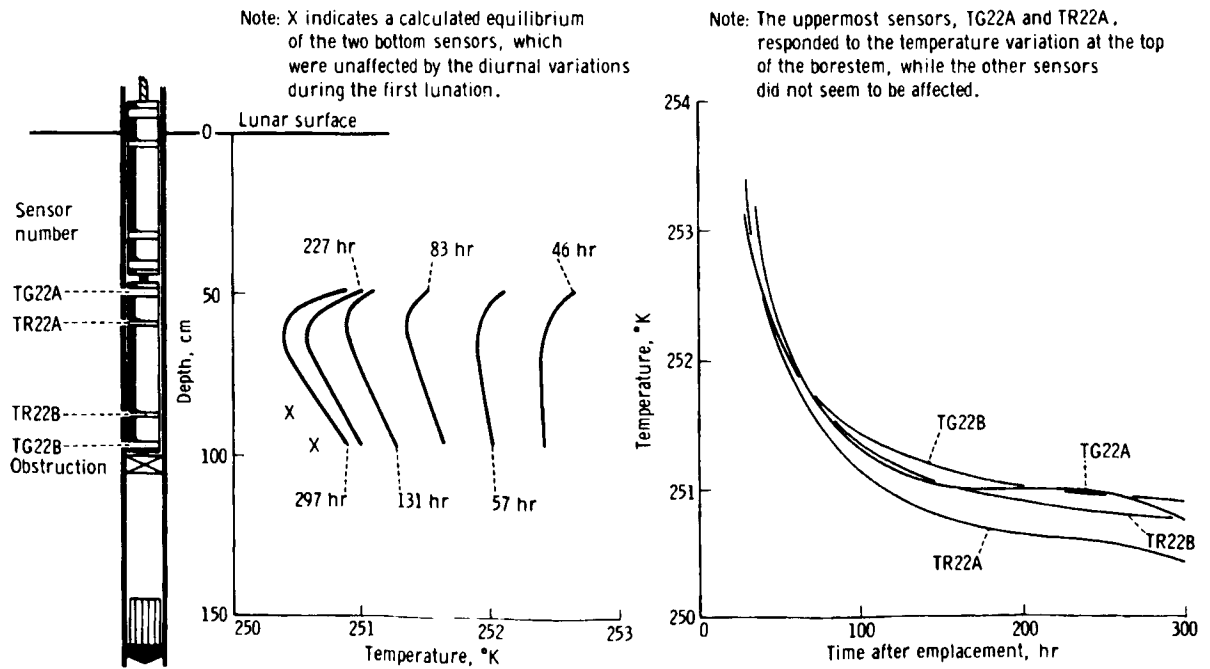 Note: X indicates a calculated equilibrium
of the two bottom sensors, which
were unaffected by the diurnal variations
during the first lunation.
Note: The uppermost sensors, TG22A and TR22A,
responded to the temperature variation at the top
of the borestem, while the other sensors
did not seem to be affected.
Lunar surface
Sensor
number
TG22A
TR22A
TR22B
TG22B
Obstruction
0
50
100
150
Depth, cm
227 hr
83 hr
46 hr
X
X
297 hr
131 hr
57 hr
250
251
252
253
Temperature, °K
254
253
252
251
250
Temperature, °K
TG22B
TG22A
TR22B
TR22A
0
100
200
300
Time after emplacement, hr